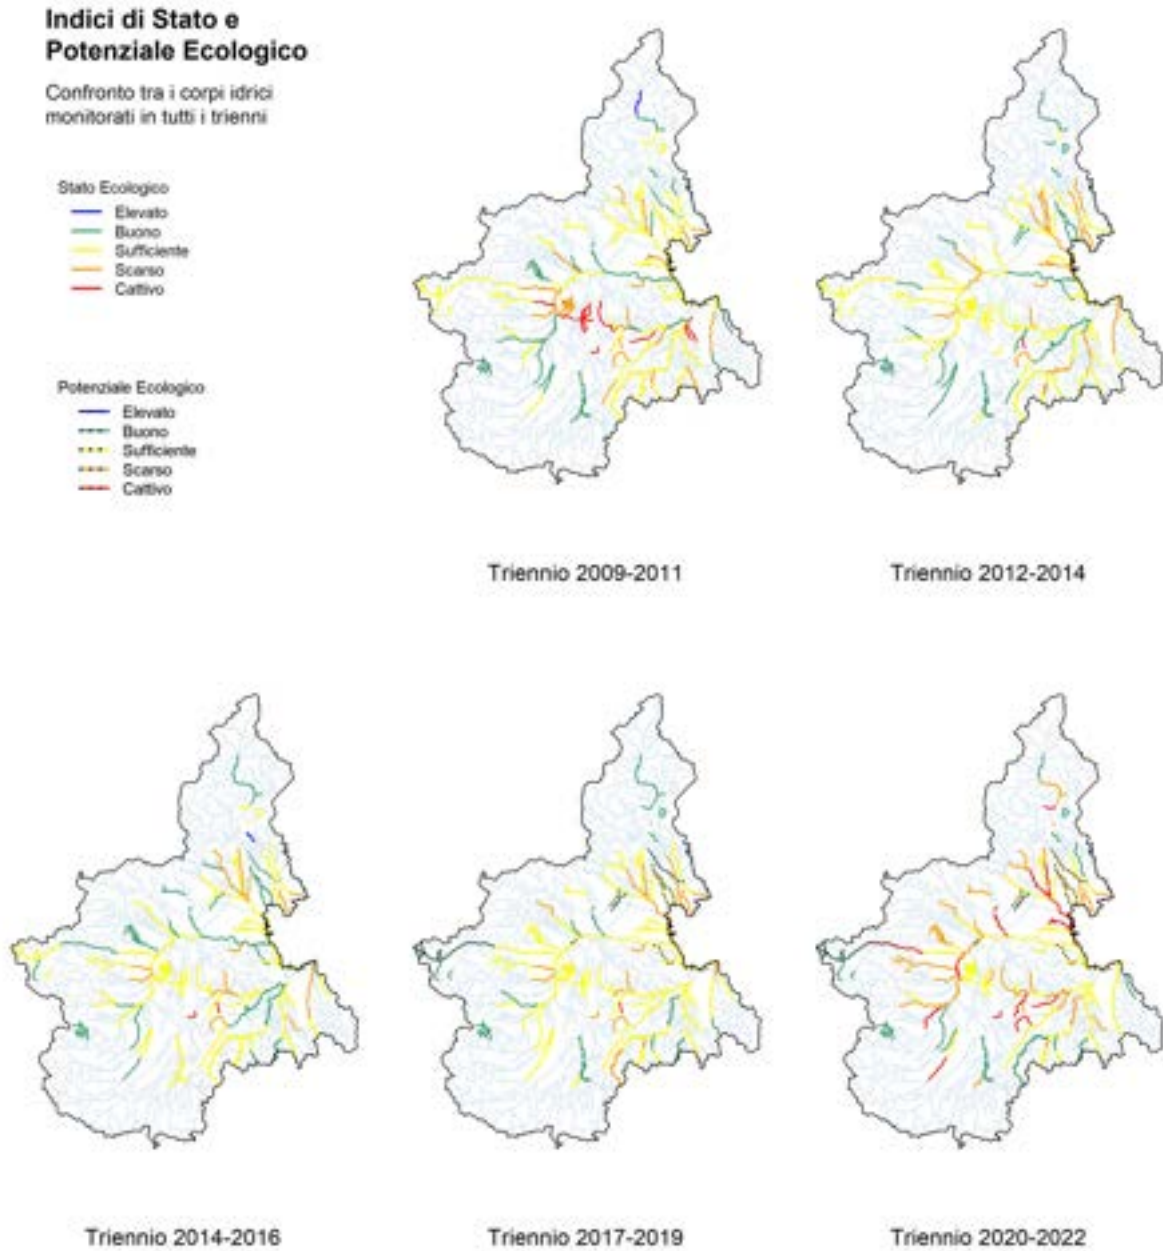 Indici di Stato e
Potenziale Ecologico
Confronto tra i corpi idrici
monitorati in tutti i trienni
Stato Ecologico
Elevato
Buono
Sufficiente
Scarso
Cattivo
Potenziale Ecologico
Elevato
Buono
Sufficiente
Scarso
Cattivo
Triennio 2009-2011
Triennio 2012-2014
Triennio 2014-2016
Triennio 2017-2019
Triennio 2020-2022